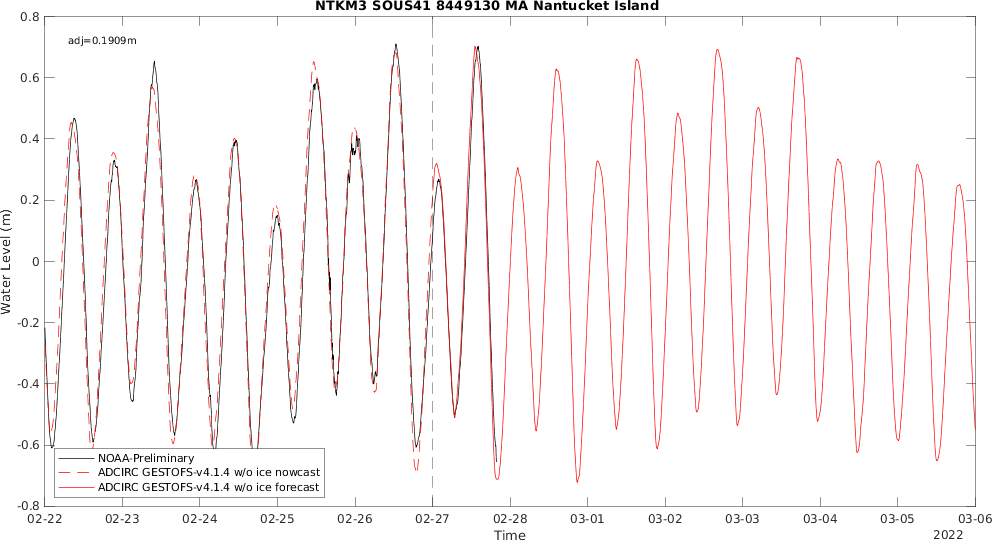 NTKM3 SOUS41 8449130 MA Nantucket Island
adj=0.1909m
0.8
0.6
0.4
0.2
0
-0.2
-0.4
-0.6
-0.8
Water Level (m)
NOAA-Preliminary
ADCIRC GESTOFS-v4.1.4 w/o ice nowcast
ADCIRC GESTOFS-v4.1.4 w/o ice forecast
02-22 02-23 02-24 02-25 02-26 02-27 02-28 03-01 03-02 03-03 03-04 03-05 03-06
Time
2022